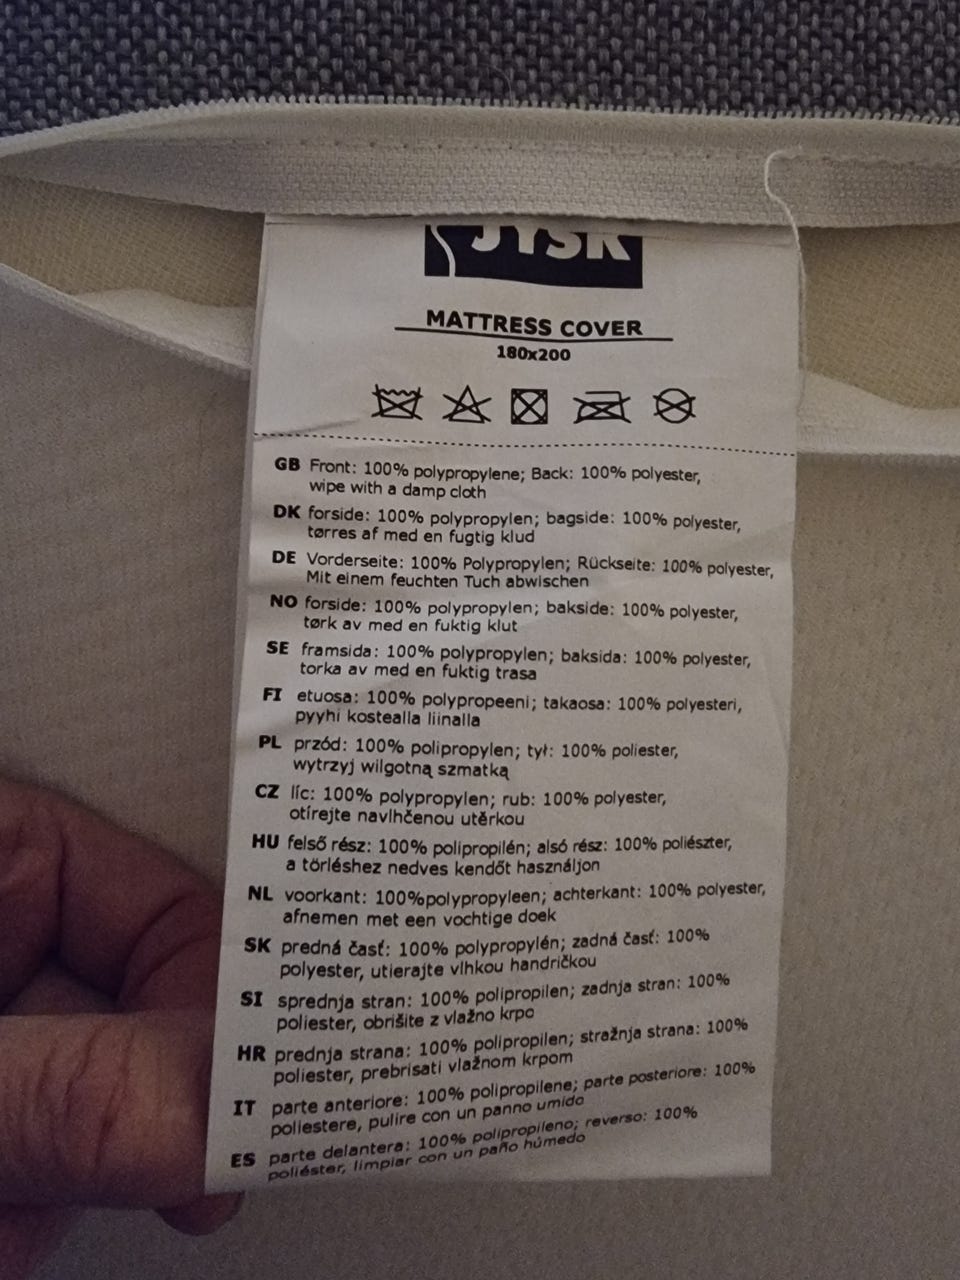 JYSK
MATTRESS COVER
180x200
GB Front: 100% polypropylene; Back: 100% polyester,
wipe with a damp cloth
DK forside: 100% polypropylen; bagside: 100% polyester,
tørres af med en fugtig klud
DE Vorderseite: 100% Polypropylen; Rückseite: 100% polyester,
Mit einem feuchten Tuch abwischen
NO forside: 100% polypropylen; bakside: 100% polyester,
tørk av med en fuktig klut
SE framsida: 100% polypropylen; baksida: 100% polyester,
torka av med en fuktig trasa
FI etuosa: 100% polypropeeni; takaosa: 100% polyesteri,
pyyhi kostealla liinalla
PL przód: 100% polipropylen; tył: 100% poliester,
wytrzyj wilgotną szmatką
CZ líc: 100% polypropylen; rub: 100% polyester,
otírejte navlhčenou utěrkou
HU felső rész: 100% polipropilén; alsó rész: 100% poliészter,
a törléshez nedves kendőt használjon
NL voorkant: 100%polypropyleen; achterkant: 100% polyester,
afnemen met een vochtige doek
SK predná časť: 100% polypropylén; zadná časť: 100%
polyester, utierajte vlhkou handričkou
SI sprednja stran: 100% polipropilen; zadnja stran: 100%
poliester, obrišite z vlažno krpo
HR prednja strana: 100% polipropilen; stražnja strana: 100%
poliester, prebrisati vlažnom krpom
IT parte anteriore: 100% polipropilene; parte posteriore: 100%
poliestere, pulire con un panno umido
ES parte delantera: 100% polipropileno; reverso: 100%
poliéster, limpiar con un paño húmedo